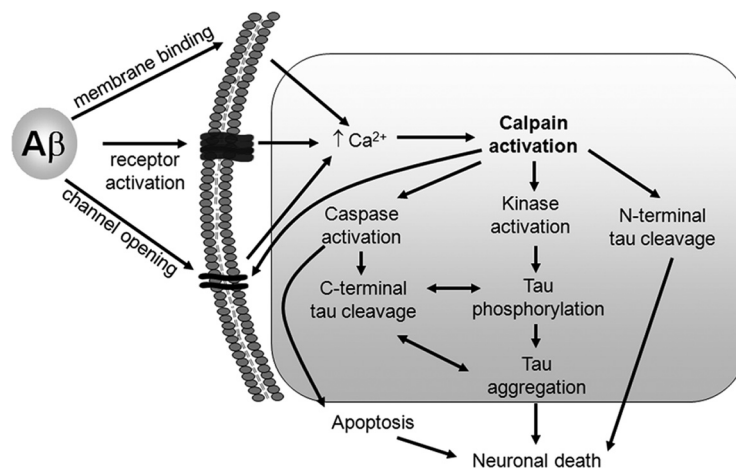 membrane binding
Aβ
receptor
activation
channel opening
↑ Ca²⁺
Calpain
activation
Caspase
activation
Kinase
activation
N-terminal
tau cleavage
C-terminal
tau cleavage
Tau
phosphorylation
Tau
aggregation
Apoptosis
Neuronal death